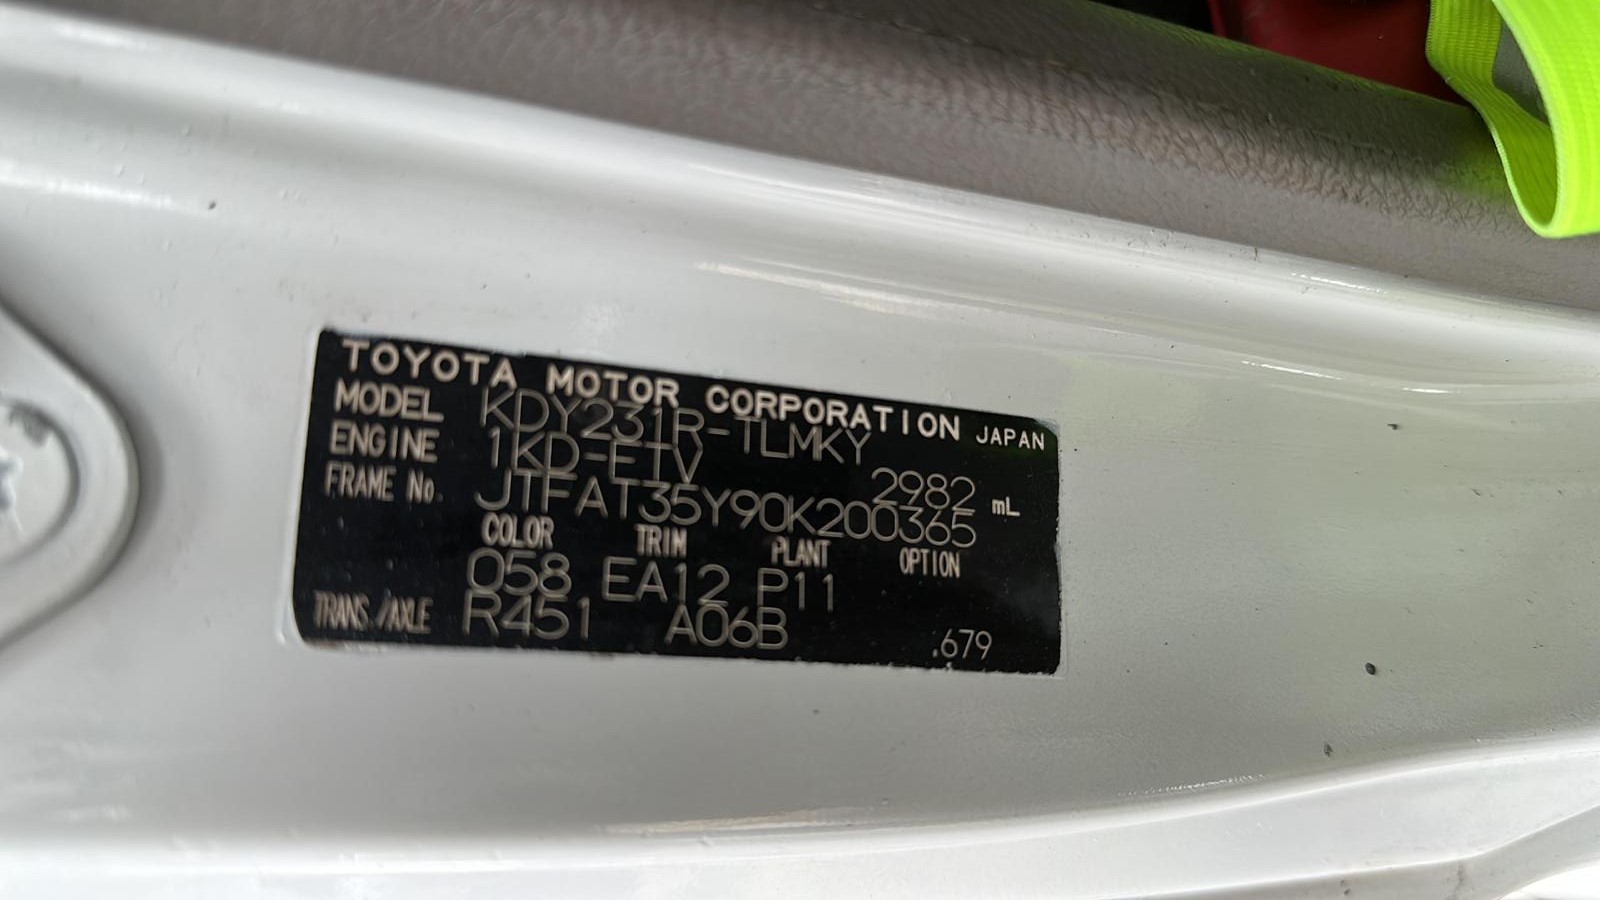 TOYOTA MOTOR CORPORATION JAPAN
MODEL KDY231R-TLMKY
ENGINE 1KD-FTV 2982 mL
FRAME No. JTFAT35Y90K200365
COLOR TRIM PLANT OPTION
058 EA12 P11
TRANS./AXLE R451 A06B .679